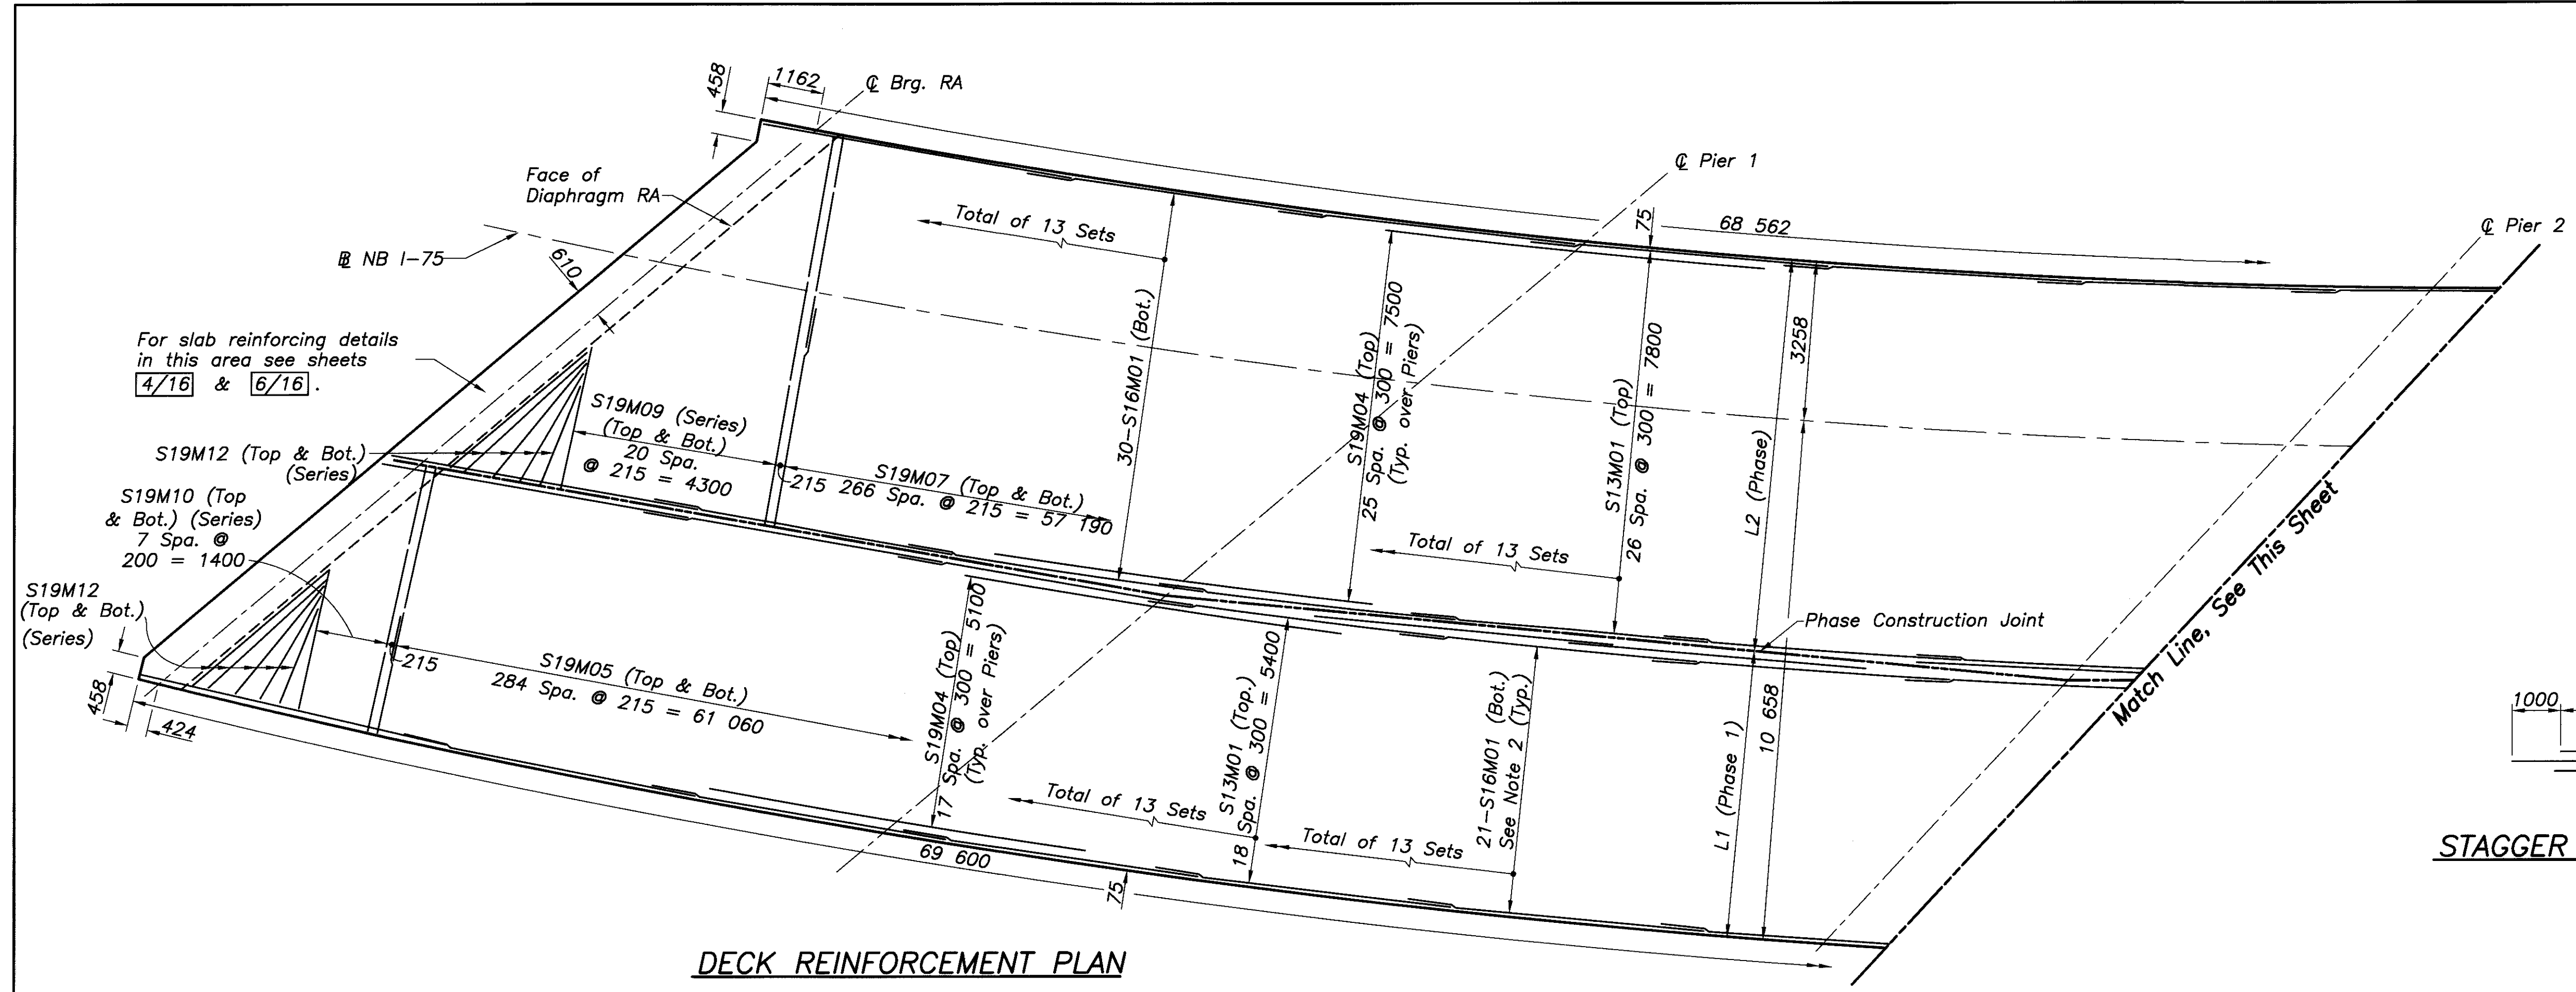 458
1162
℄ Brg. RA
Face of
Diaphragm RA
℄ Pier 1
Total of 13 Sets
75
68 562
℄ Pier 2
BL NB I-75
610
30-S16M01 (Bot.)
S19M04 (Top)
25 Spa. @ 300 = 7500
(Typ. over Piers)
S13M01 (Top)
26 Spa. @ 300 = 7800
3258
L2 (Phase)
For slab reinforcing details
in this area see sheets
4/16 & 6/16 .
S19M09 (Series)
(Top & Bot.)
20 Spa.
@ 215 = 4300
S19M12 (Top & Bot.)
(Series)
215
S19M07 (Top & Bot.)
266 Spa. @ 215 = 57 190
S19M10 (Top
& Bot.) (Series)
7 Spa. @
200 = 1400
Total of 13 Sets
Match Line, See This Sheet
S19M12
(Top & Bot.)
(Series)
Phase Construction Joint
215
S19M05 (Top & Bot.)
284 Spa. @ 215 = 61 060
S19M04 (Top)
17 Spa. @ 300 = 5100
(Typ. over Piers)
S13M01 (Top.)
18 Spa. @ 300 = 5400
21-S16M01 (Bot.)
See Note 2 (Typ.)
L1 (Phase 1)
10 658
458
424
Total of 13 Sets
Total of 13 Sets
69 600
75
1000
STAGGER
DECK REINFORCEMENT PLAN